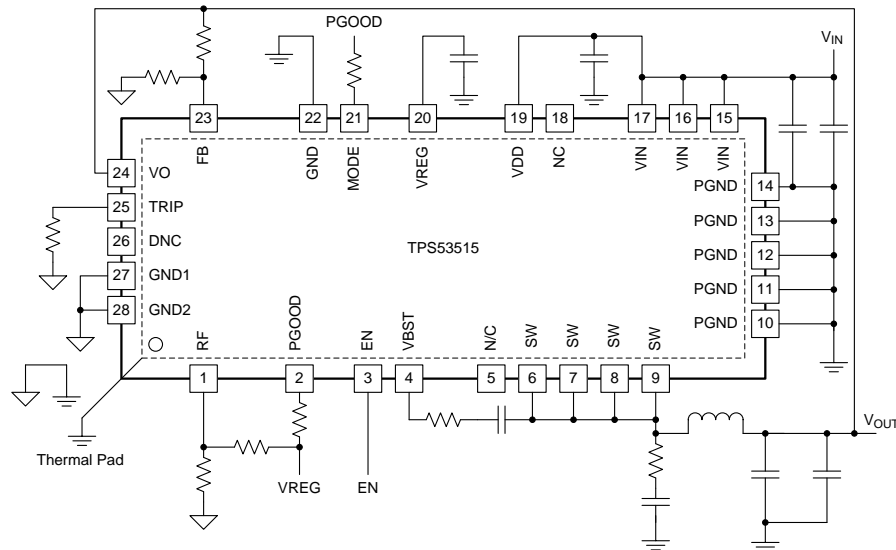 PGOOD
V_IN
23
22
21
20
19
18
17
16
15
FB
GND
MODE
VREG
VDD
NC
VIN
VIN
VIN
24
VO
25
TRIP
26
DNC
27
GND1
28
GND2
TPS53515
PGND
14
PGND
13
PGND
12
PGND
11
PGND
10
RF
PGOOD
EN
VBST
N/C
SW
SW
SW
SW
1
2
3
4
5
6
7
8
9
Thermal Pad
VREG
EN
V_OUT